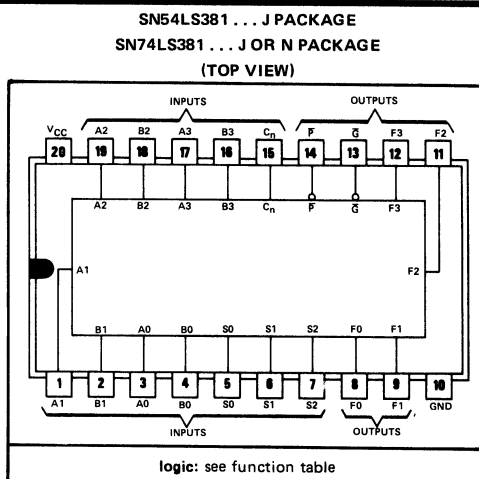 SN54LS381 . . . J PACKAGE
SN74LS381 . . . J OR N PACKAGE
(TOP VIEW)
INPUTS OUTPUTS
VCC A2 B2 A3 B3 Cn P̅ G̅ F3 F2
20 19 18 17 16 15 14 13 12 11
A2 B2 A3 B3 Cn P̅ G̅ F3
A1 F2
B1 A0 B0 S0 S1 S2 F0 F1
1 2 3 4 5 6 7 8 9 10
A1 B1 A0 B0 S0 S1 S2 F0 F1 GND
INPUTS OUTPUTS
logic: see function table